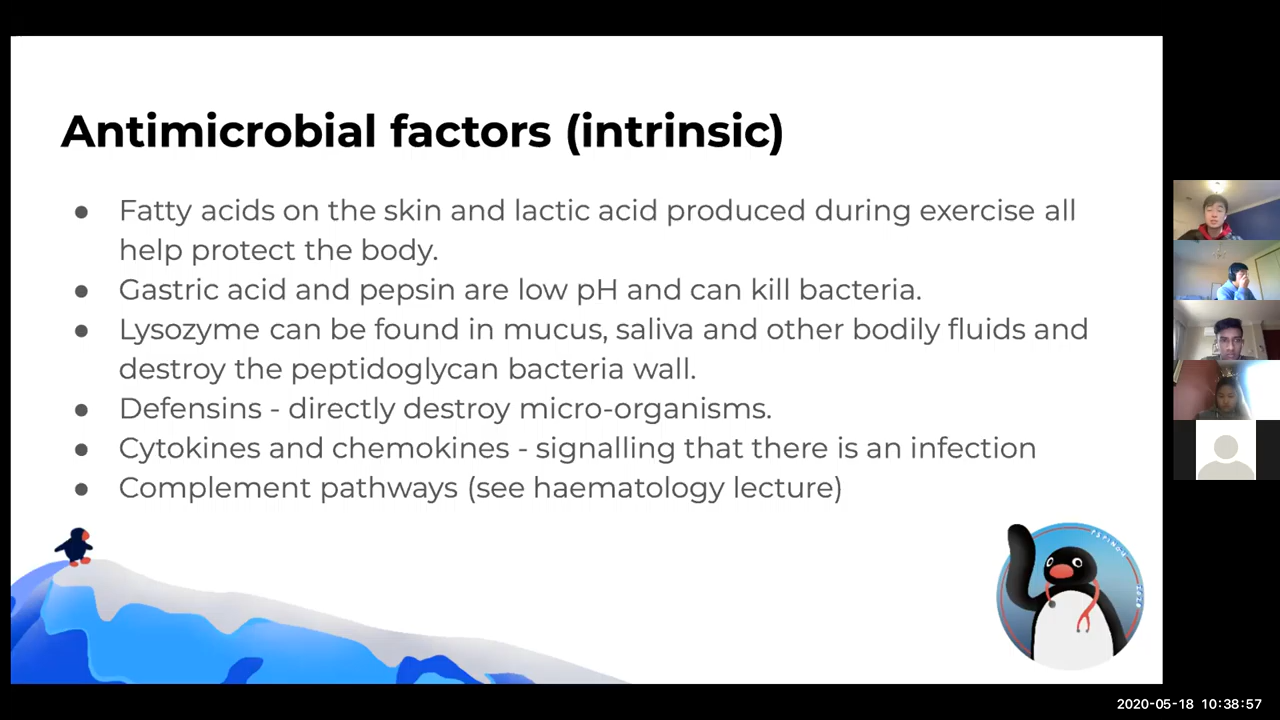 Antimicrobial factors (intrinsic)
● Fatty acids on the skin and lactic acid produced during exercise all
help protect the body.
● Gastric acid and pepsin are low pH and can kill bacteria.
● Lysozyme can be found in mucus, saliva and other bodily fluids and
destroy the peptidoglycan bacteria wall.
● Defensins - directly destroy micro-organisms.
● Cytokines and chemokines - signalling that there is an infection
● Complement pathways (see haematology lecture)
2020-05-18 10:38:57